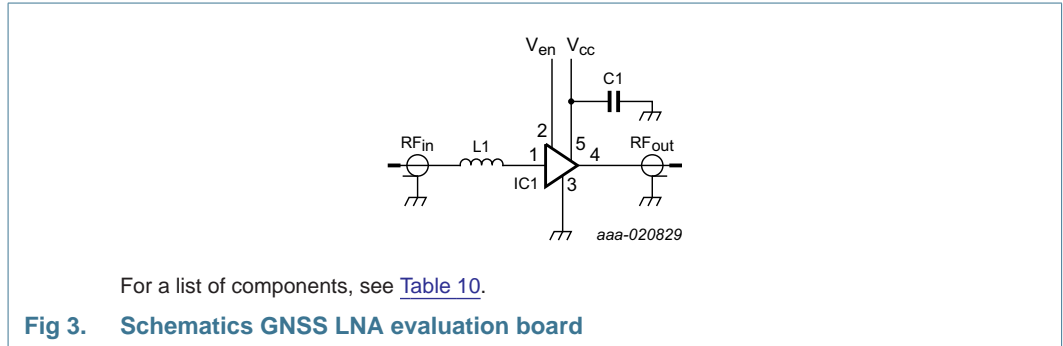 Ven Vcc
C1
2 5
RFin L1 1 4 RFout
IC1 3
aaa-020829
For a list of components, see Table 10.
Fig 3. Schematics GNSS LNA evaluation board